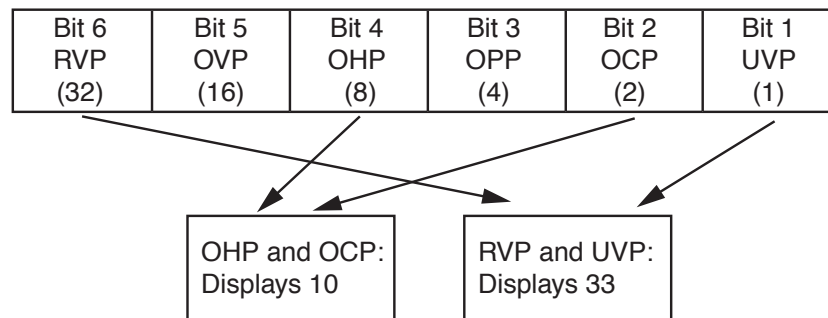 Bit 6
RVP
(32)
Bit 5
OVP
(16)
Bit 4
OHP
(8)
Bit 3
OPP
(4)
Bit 2
OCP
(2)
Bit 1
UVP
(1)
OHP and OCP:
Displays 10
RVP and UVP:
Displays 33